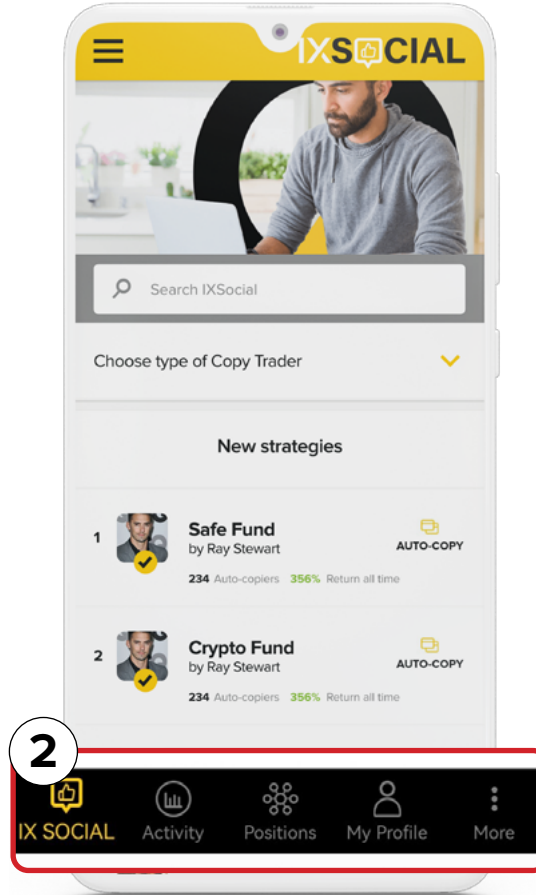 IXSOCIAL
Search IXSocial
Choose type of Copy Trader
New strategies
1
Safe Fund
by Ray Stewart
234 Auto-copiers 356% Return all time
AUTO-COPY
2
Crypto Fund
by Ray Stewart
234 Auto-copiers 356% Return all time
AUTO-COPY
2
IX SOCIAL Activity Positions My Profile More